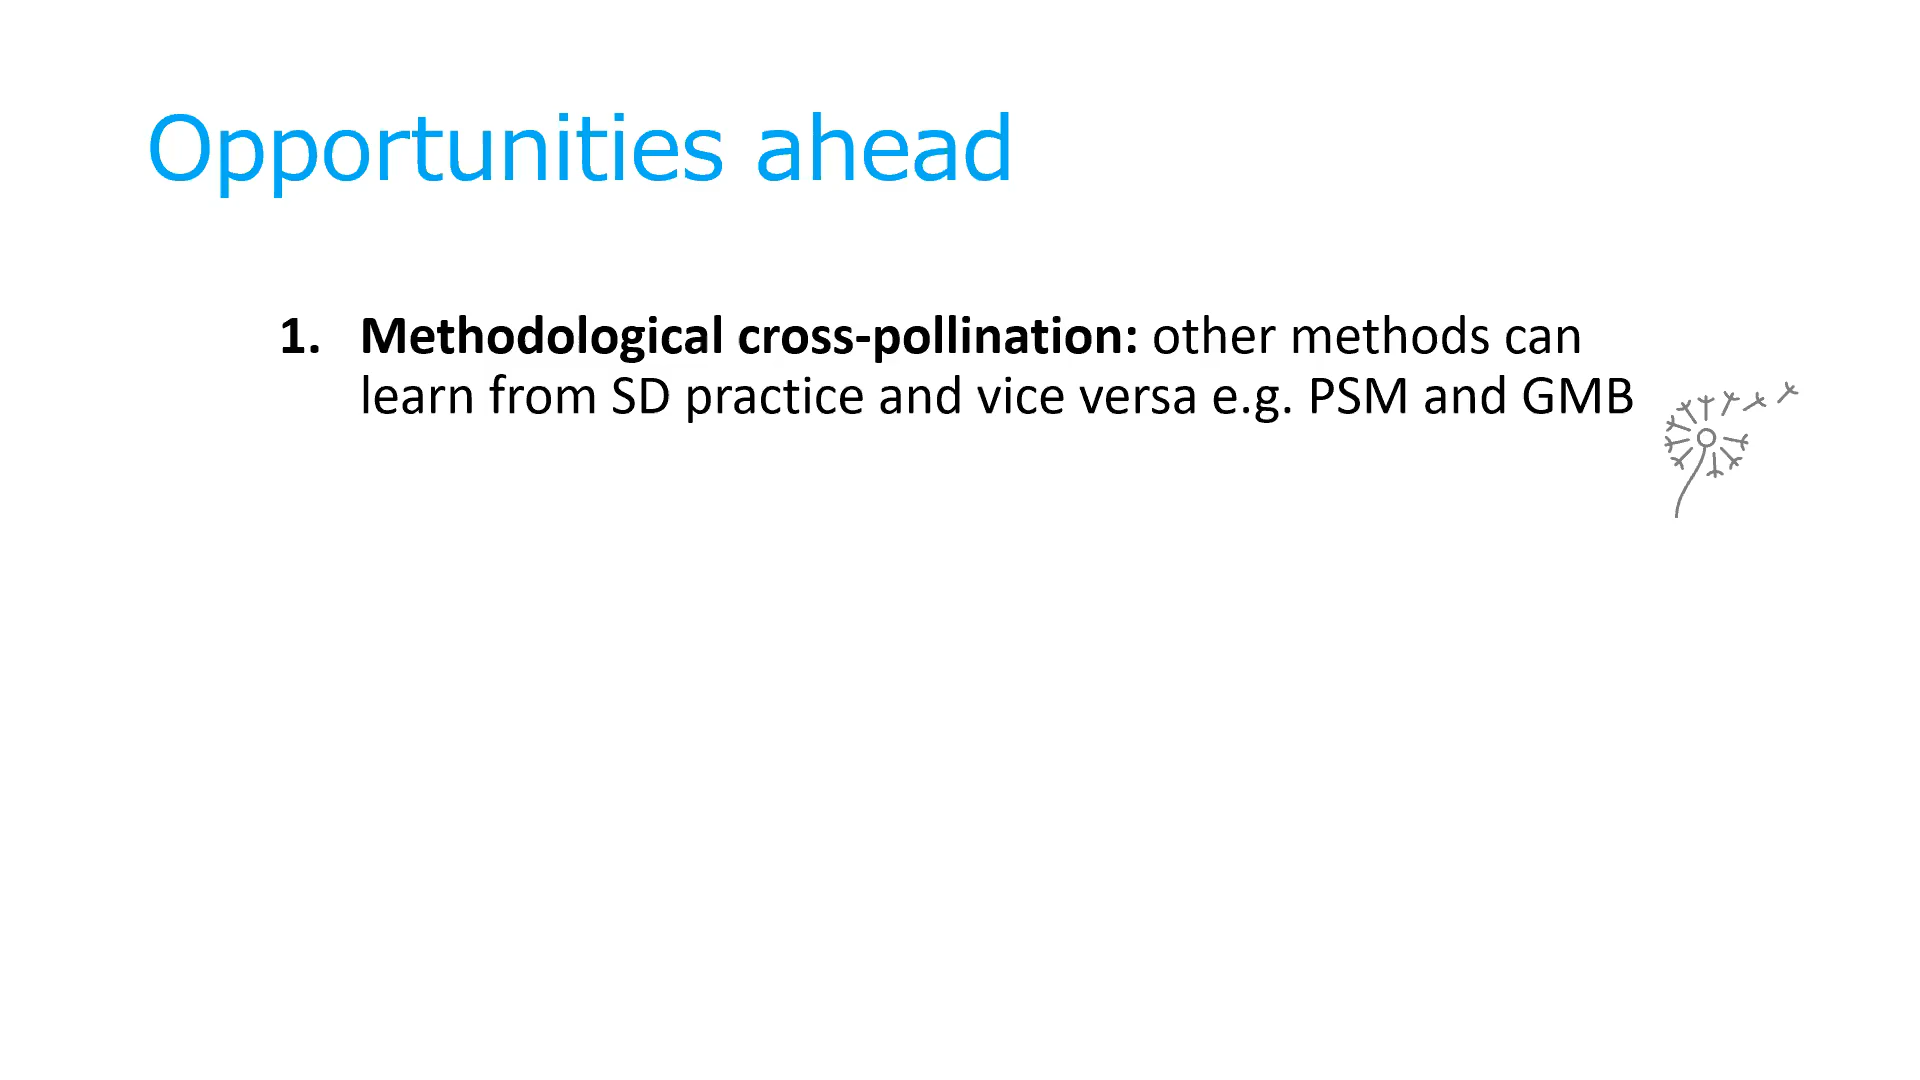 Opportunities ahead
1. Methodological cross-pollination: other methods can
learn from SD practice and vice versa e.g. PSM and GMB